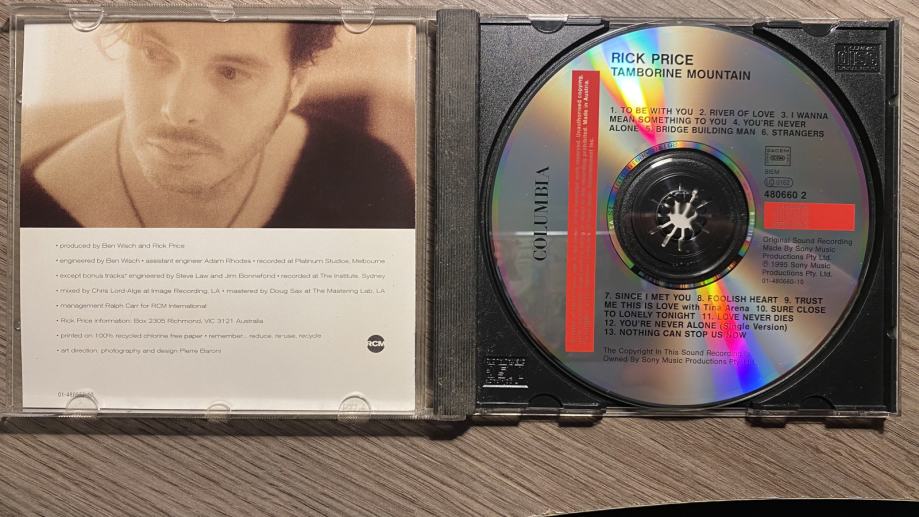 • produced by Ben Wisch and Rick Price
• engineered by Ben Wisch • assistant engineer Adam Rhodes • recorded at Platinum Studios, Melbourne
• except bonus tracks* engineered by Steve Law and Jim Bonnefond • recorded at The Institute, Sydney
• mixed by Chris Lord-Alge at Image Recording, LA • mastered by Doug Sax at The Mastering Lab, LA
• management Ralph Carr for RCM International
• Rick Price information: Box 2305 Richmond, VIC 3121 Australia
• printed on 100% recycled chlorine free paper • remember... reduce, re-use, recycle
RCM
• art direction, photography and design Pierre Baroni
RICK PRICE
TAMBORINE MOUNTAIN
1. TO BE WITH YOU 2. RIVER OF LOVE 3. I WANNA
MEAN SOMETHING TO YOU 4. YOU'RE NEVER
ALONE 5. BRIDGE BUILDING MAN 6. STRANGERS
COLUMBIA
Unauthorised copying,
prohibited. Made in Austria.
SACEM
BIEM
LC 0162
480660 2
Original Sound Recording
Made By Sony Music
Productions Pty. Ltd.
℗ 1995 Sony Music
Productions Pty. Ltd.
01-480660-10
7. SINCE I MET YOU 8. FOOLISH HEART 9. TRUST
ME THIS IS LOVE with Tina Arena 10. SURE CLOSE
TO LONELY TONIGHT 11. LOVE NEVER DIES
12. YOU'RE NEVER ALONE (Single Version)
13. NOTHING CAN STOP US NOW
The Copyright In This Sound Recording
Owned By Sony Music Productions Pty. Ltd.